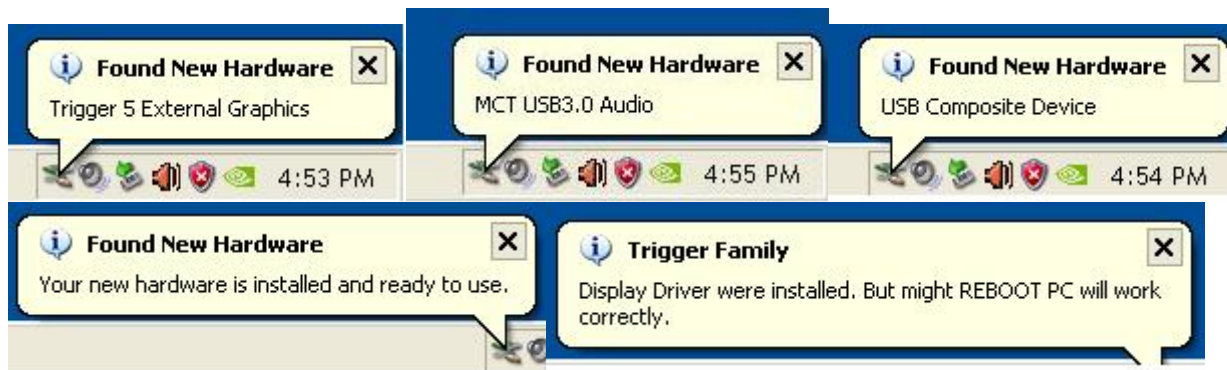 Found New Hardware
Trigger 5 External Graphics
4:53 PM
Found New Hardware
MCT USB3.0 Audio
4:55 PM
Found New Hardware
USB Composite Device
4:54 PM
Found New Hardware
Your new hardware is installed and ready to use.
Trigger Family
Display Driver were installed. But might REBOOT PC will work
correctly.